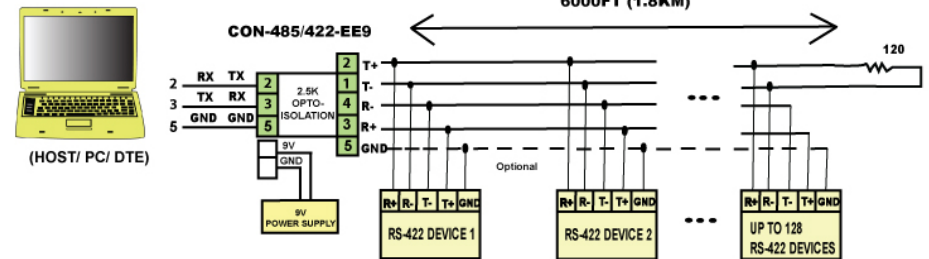 6000FT (1.8KM)
CON-485/422-EE9
120
2 T+
RX TX
2 2
1 T-
TX RX
3 3
2.5K
OPTO-
ISOLATION
4 R-
GND GND
5 5
3 R+
5 GND
(HOST/ PC/ DTE)
9V
GND
Optional
9V
POWER SUPPLY
R+ R- T- T+ GND
RS-422 DEVICE 1
R+ R- T- T+ GND
RS-422 DEVICE 2
R+ R- T- T+ GND
UP TO 128
RS-422 DEVICES